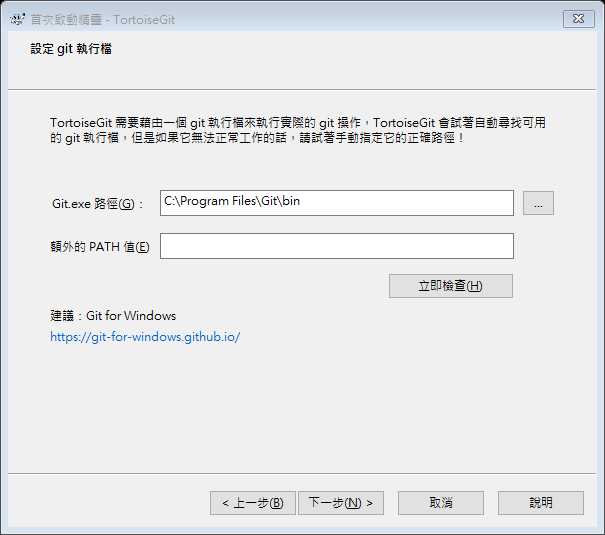 首次啟動精靈 - TortoiseGit
設定 git 執行檔
TortoiseGit 需要藉由一個 git 執行檔來執行實際的 git 操作，TortoiseGit 會試著自動尋找可用
的 git 執行檔，但是如果它無法正常工作的話，請試著手動指定它的正確路徑！
Git.exe 路徑(G)： C:\Program Files\Git\bin ...
額外的 PATH 值(E)
立即檢查(H)
建議：Git for Windows
https://git-for-windows.github.io/
< 上一步(B) 下一步(N) > 取消 說明